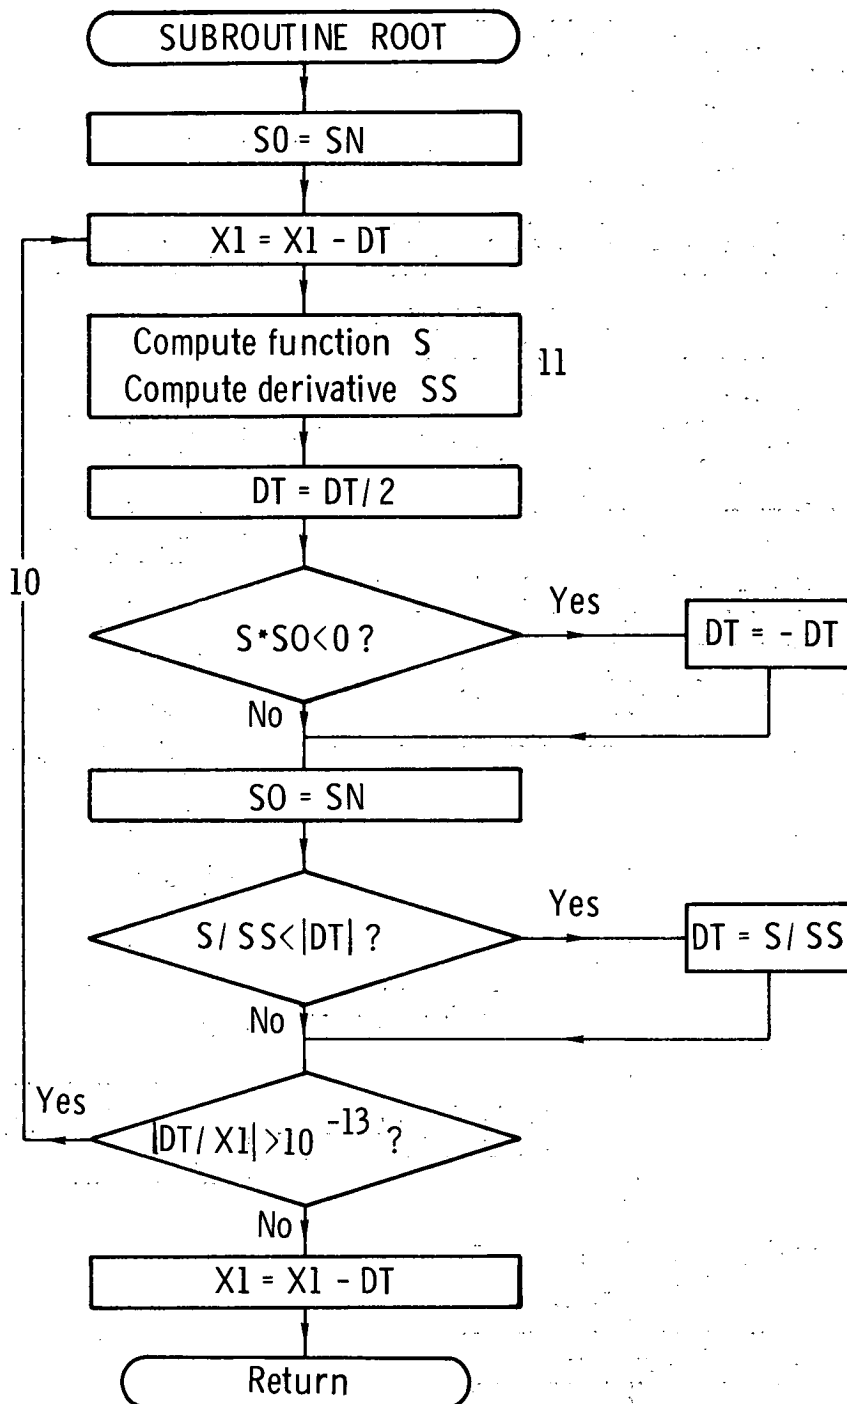 SUBROUTINE ROOT
SO = SN
X1 = X1 - DT
Compute function S
Compute derivative SS
11
DT = DT/2
10
S*SO<0 ?
Yes
DT = - DT
No
SO = SN
S/SS<|DT| ?
Yes
DT = S/SS
No
Yes
|DT/X1|>10 -13 ?
No
X1 = X1 - DT
Return